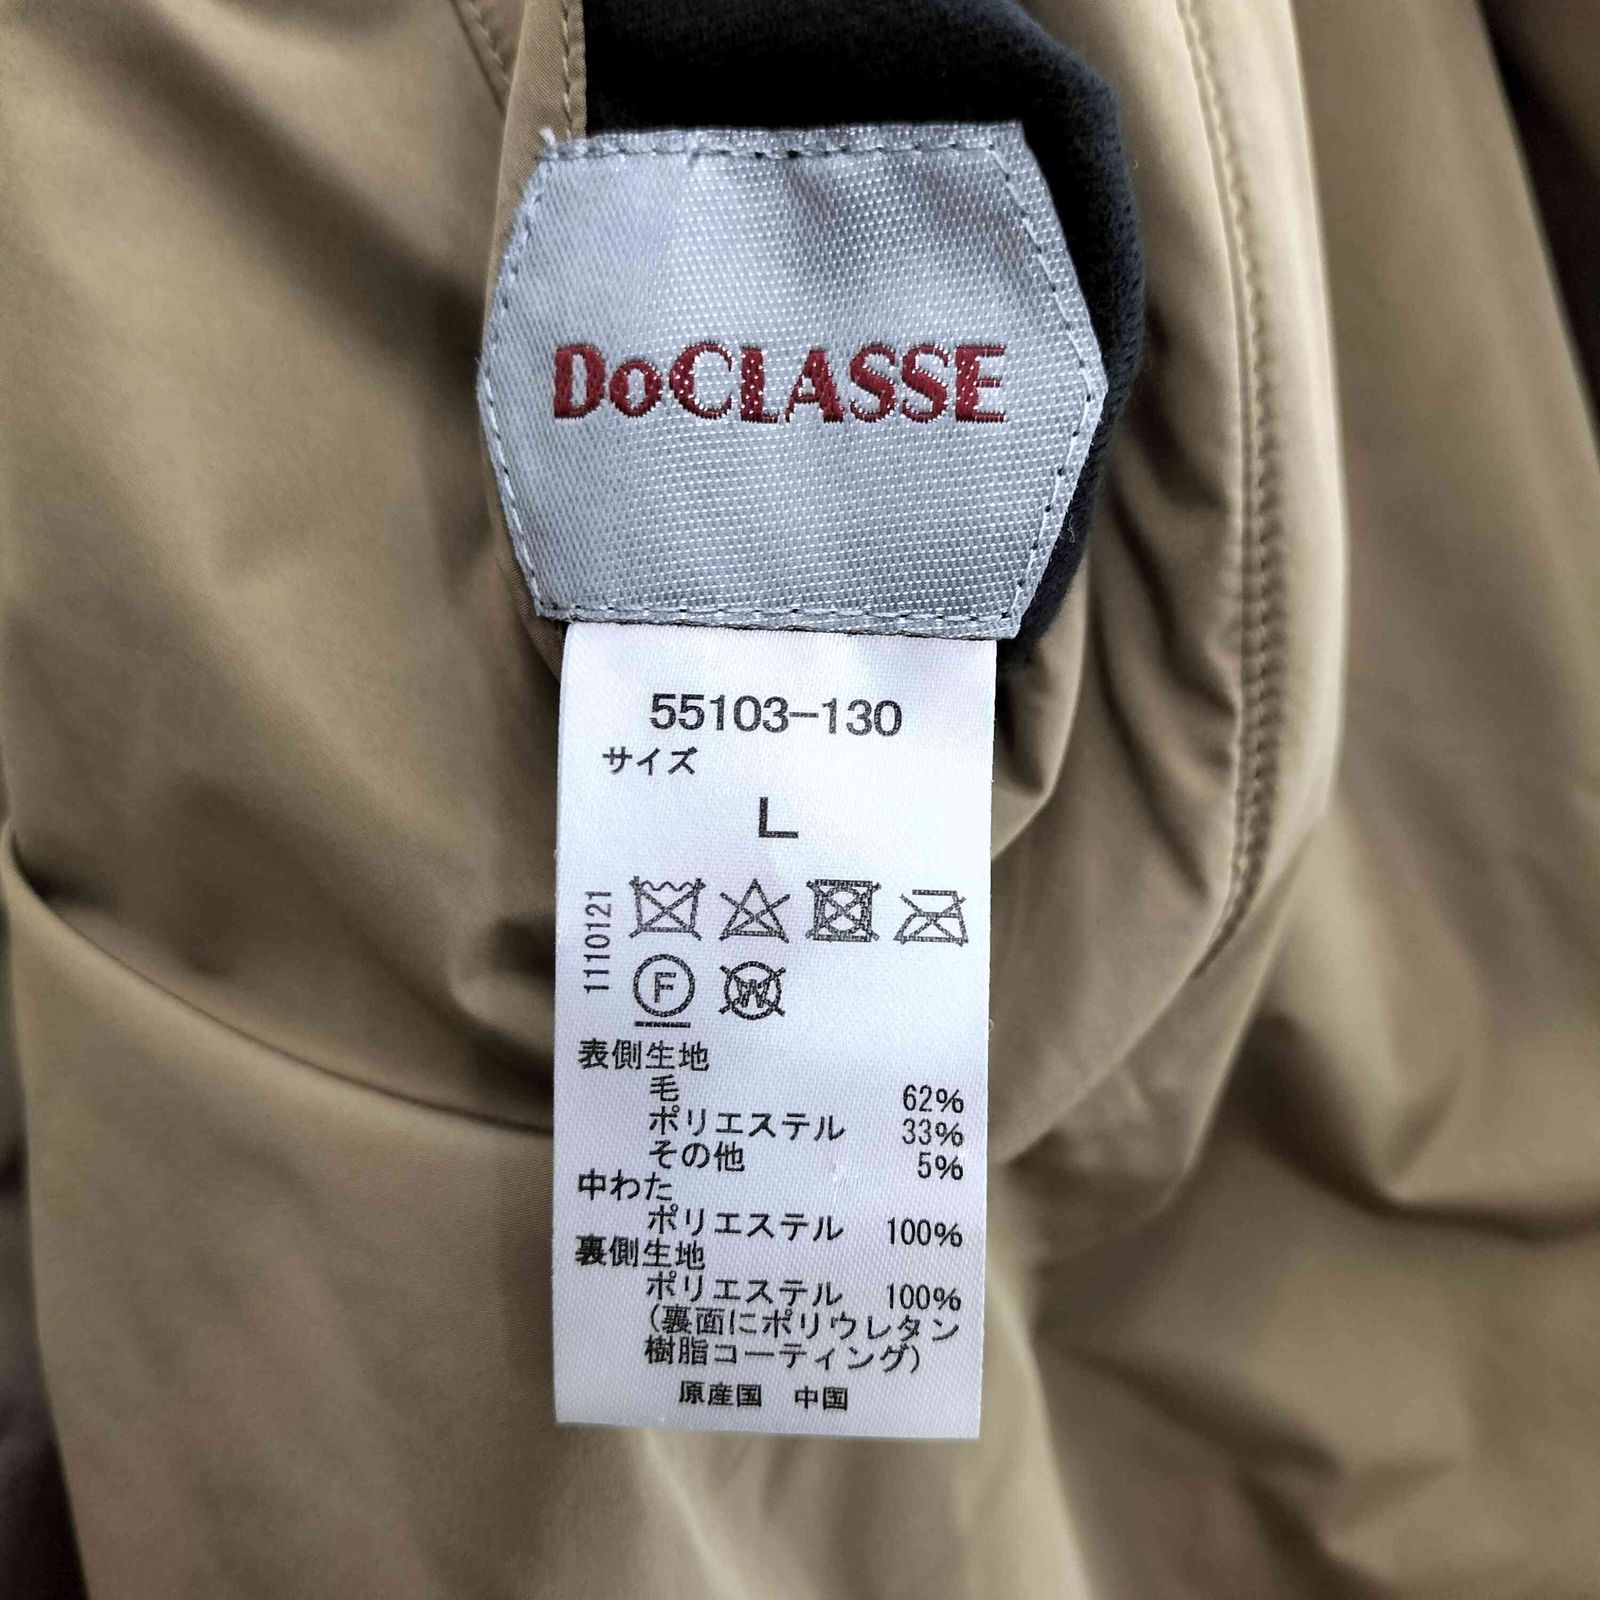 DoCLASSE
55103-130
サイズ
L
1110121
F
W
表側生地
毛 62%
ポリエステル 33%
その他 5%
中わた
ポリエステル 100%
裏側生地
ポリエステル 100%
(裏面にポリウレタン
樹脂コーティング)
原産国 中国